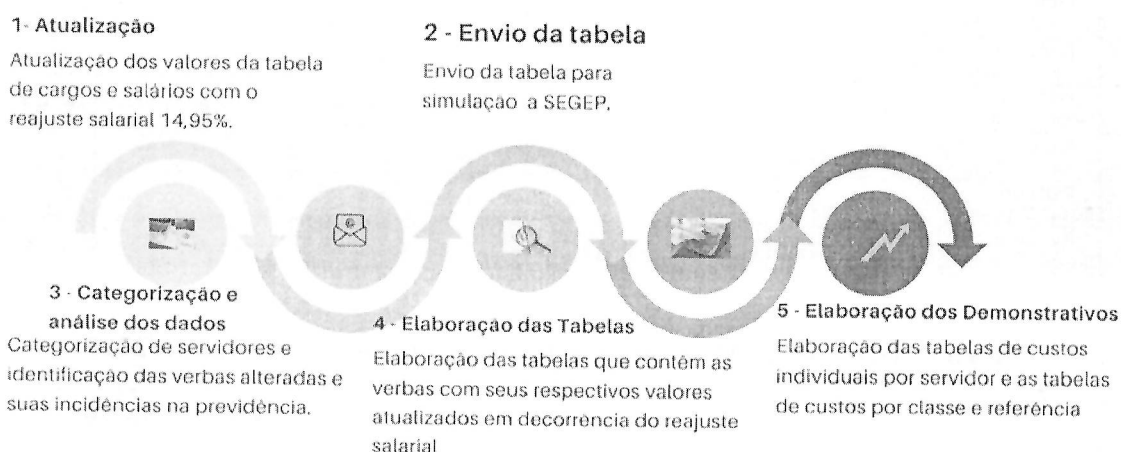 1- Atualização
Atualização dos valores da tabela
de cargos e salários com o
reajuste salarial 14,95%.
2 - Envio da tabela
Envio da tabela para
simulação a SEGEP.
3 - Categorização e
análise dos dados
Categorização de servidores e
identificação das verbas alteradas e
suas incidências na previdência.
4 - Elaboração das Tabelas
Elaboração das tabelas que contêm as
verbas com seus respectivos valores
atualizados em decorrência do reajuste
salarial
5 - Elaboração dos Demonstrativos
Elaboração das tabelas de custos
individuais por servidor e as tabelas
de custos por classe e referência